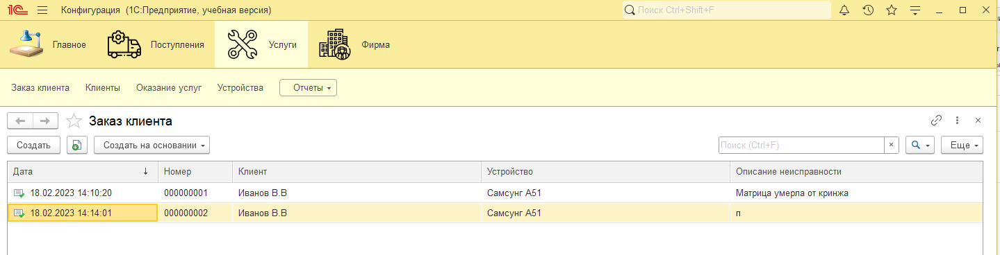 1С Конфигурация (1С:Предприятие, учебная версия) Поиск Ctrl+Shift+F
Главное Поступления Услуги Фирма
Заказ клиента Клиенты Оказание услуг Устройства Отчеты
Заказ клиента
Создать Создать на основании Поиск (Ctrl+F) × Еще
Дата ↓ Номер Клиент Устройство Описание неисправности
18.02.2023 14:10:20 000000001 Иванов В.В Самсунг А51 Матрица умерла от кринжа
18.02.2023 14:14:01 000000002 Иванов В.В Самсунг А51 п